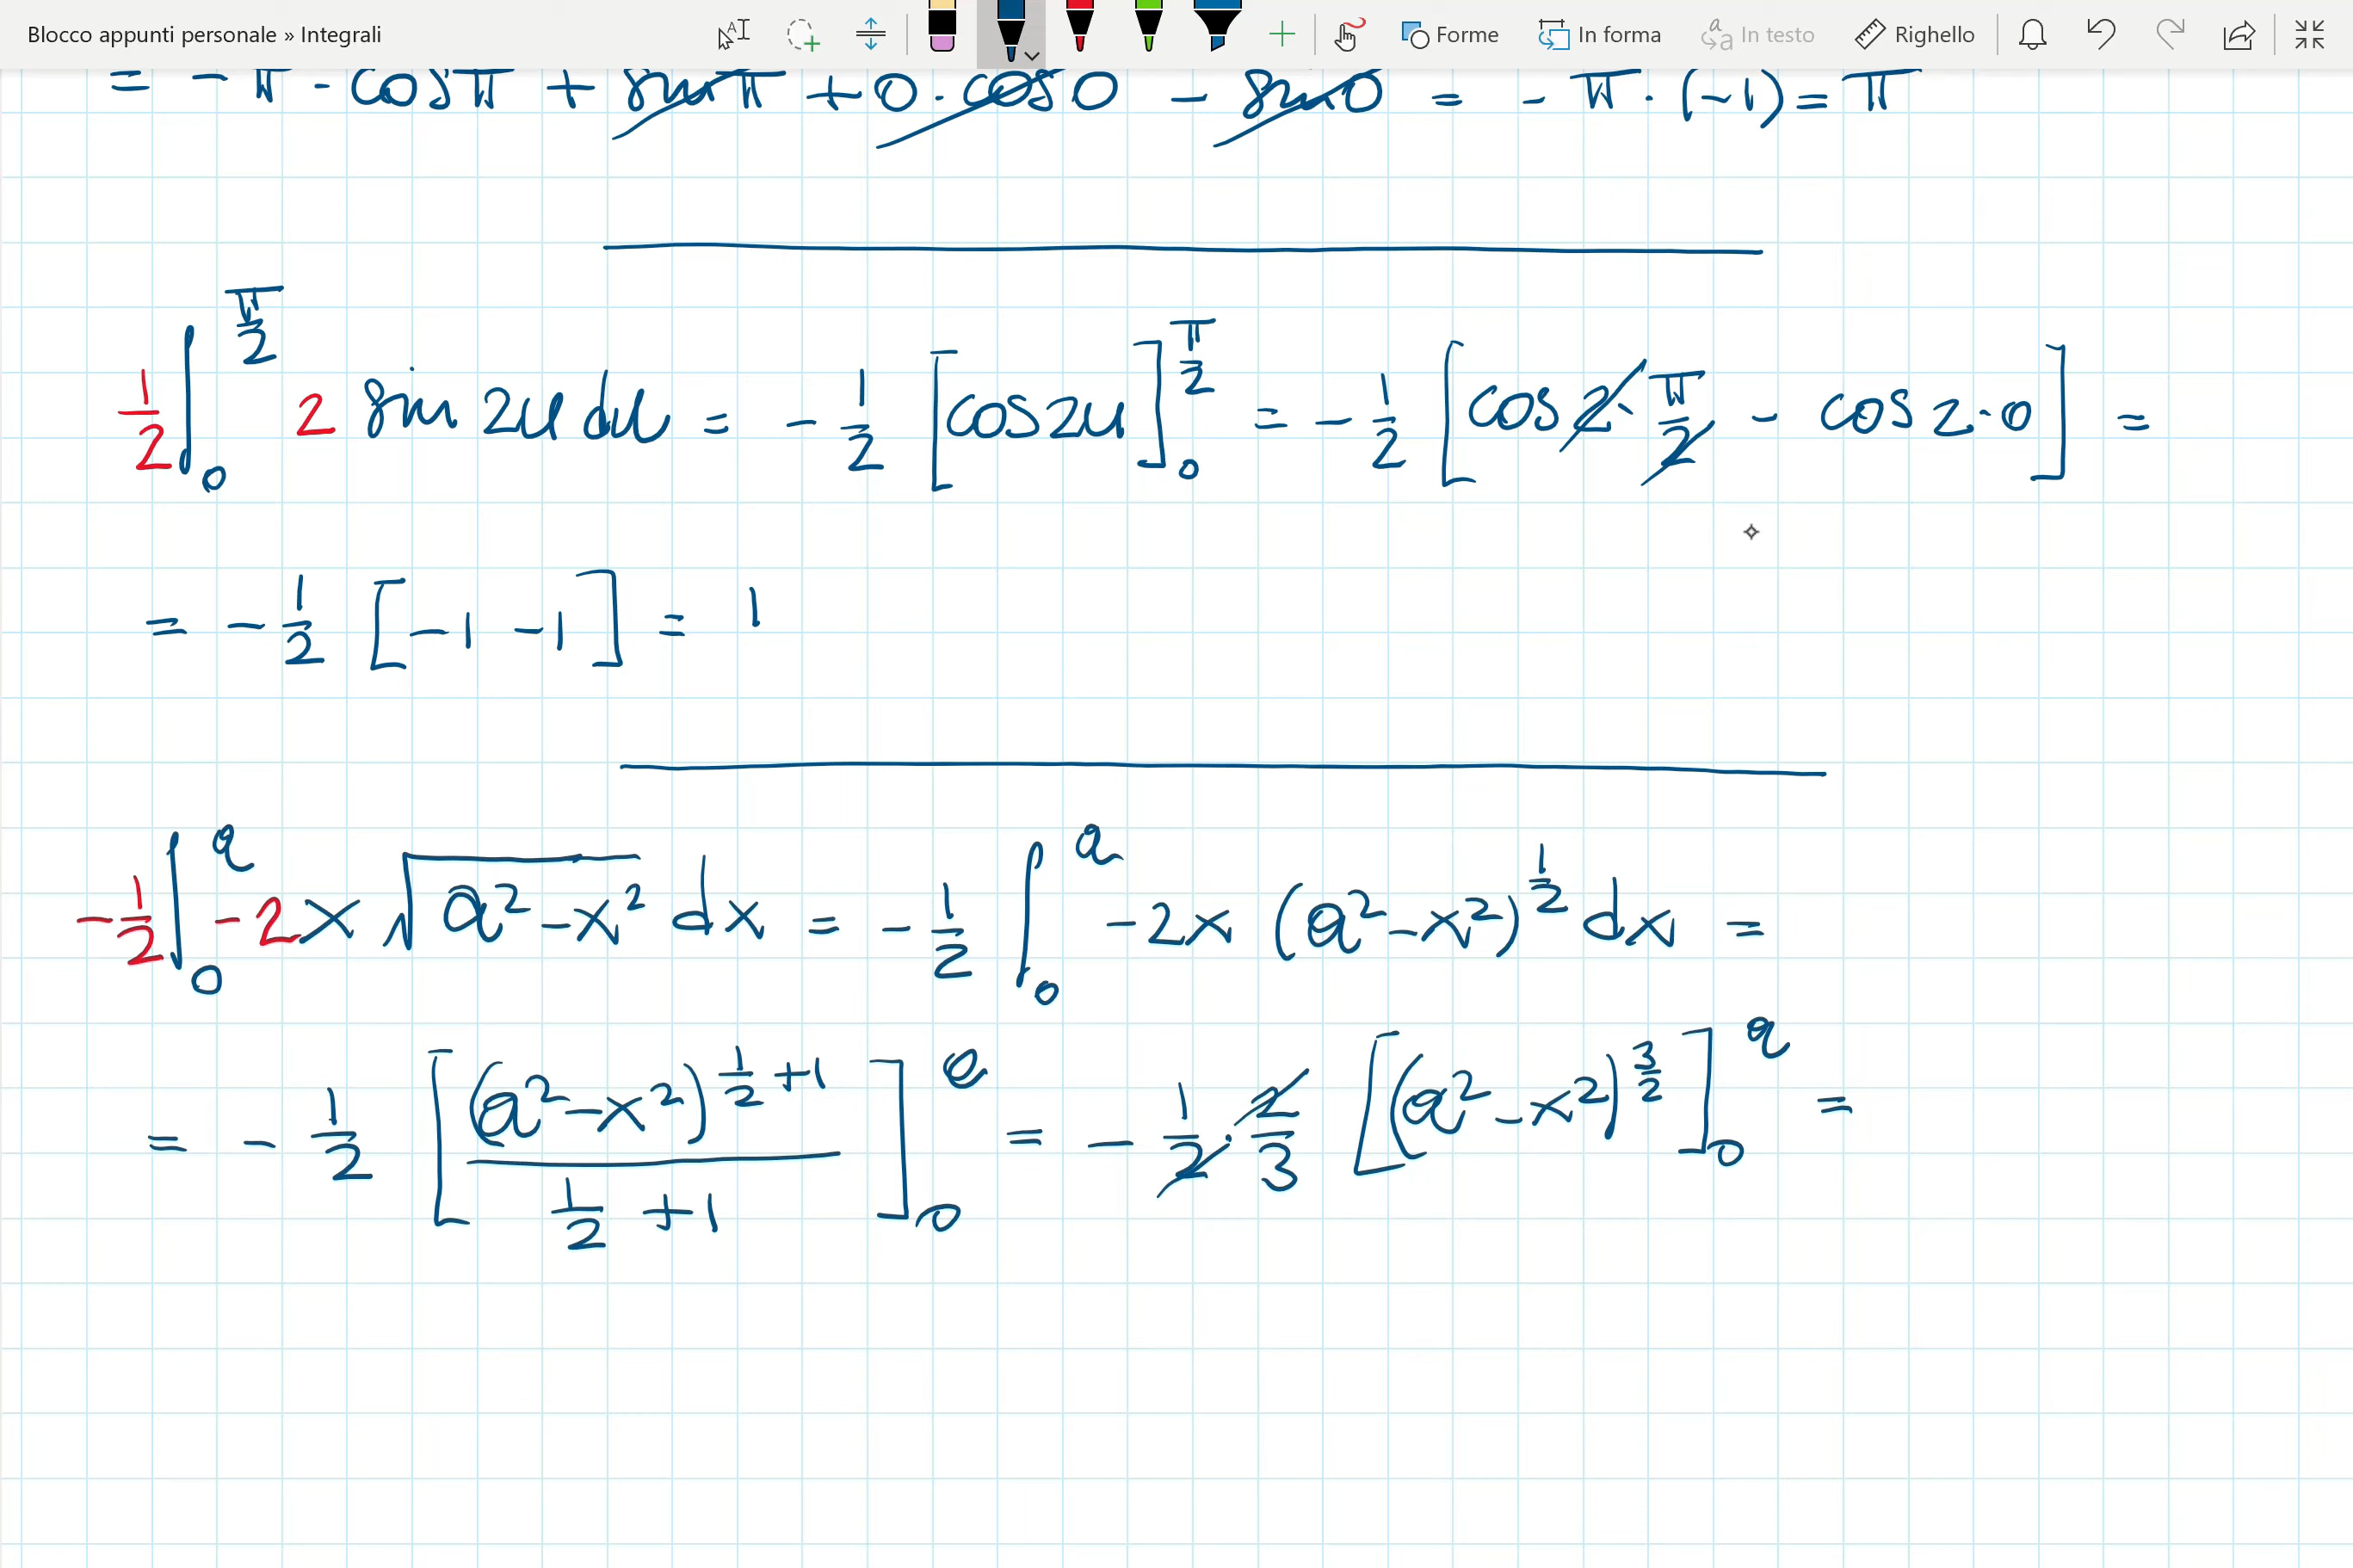 Blocco appunti personale » Integrali Forme In forma In testo Righello
= - π · cos π + sin π + 0 · cos 0 - sin 0 = - π · (-1) = π
1/2 ∫₀^(π/2) 2 sin 2u du = - 1/2 [cos 2u]₀^(π/2) = - 1/2 [cos 2 · π/2 - cos 2·0] =
= - 1/2 [-1 -1] = 1
-1/2 ∫₀^a -2x √(a² - x²) dx = - 1/2 ∫₀^a -2x (a² - x²)^(1/2) dx =
= - 1/2 [(a² - x²)^(1/2 + 1) / (1/2 + 1)]₀^a = - 1/2 · 2/3 [(a² - x²)^(3/2)]₀^a =